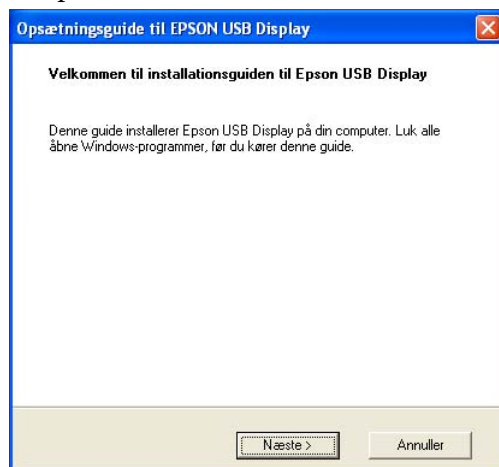 Opsætningsguide til EPSON USB Display
Velkommen til installationsguiden til Epson USB Display
Denne guide installerer Epson USB Display på din computer. Luk alle
åbne Windows-programmer, før du kører denne guide.
Næste >
Annuller